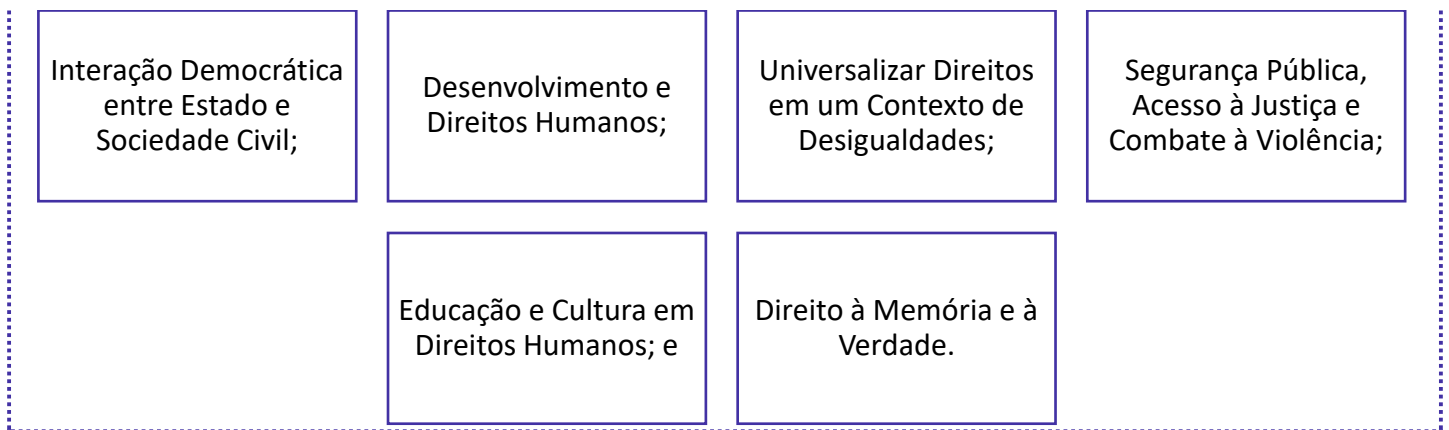 Interação Democrática
entre Estado e
Sociedade Civil;
Desenvolvimento e
Direitos Humanos;
Universalizar Direitos
em um Contexto de
Desigualdades;
Segurança Pública,
Acesso à Justiça e
Combate à Violência;
Educação e Cultura em
Direitos Humanos; e
Direito à Memória e à
Verdade.